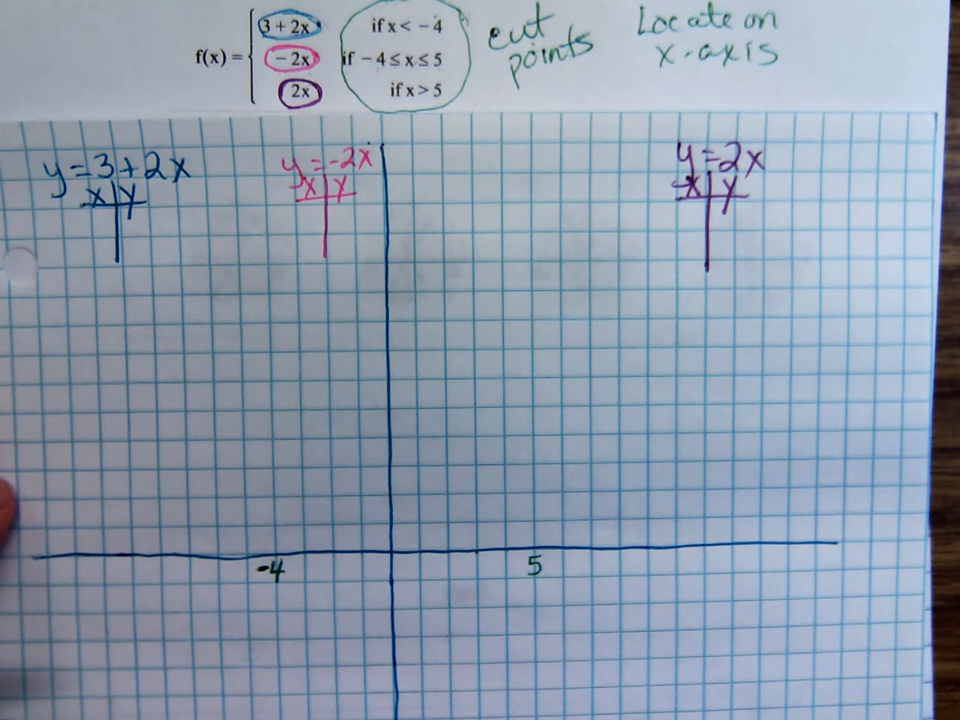 3 + 2x if x < − 4
f(x) = { − 2x if − 4 ≤ x ≤ 5
2x if x > 5
cut points
Locate on
x-axis
y = 3 + 2x
x y
y = -2x
x y
y = 2x
x y
-4 5